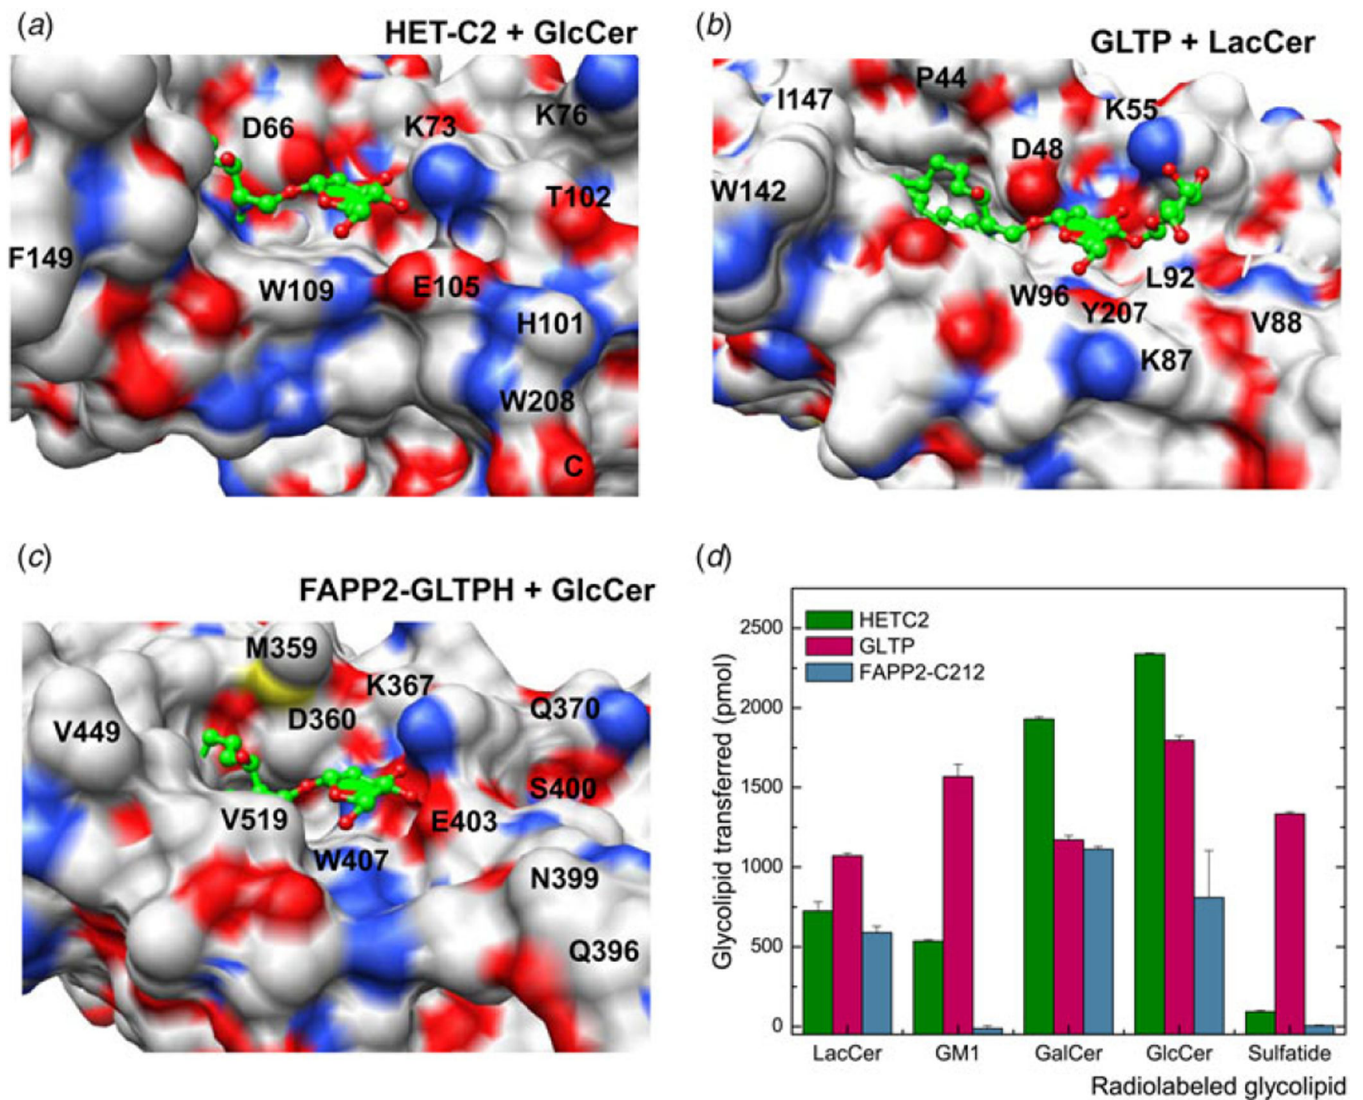 (a)
HET-C2 + GlcCer
D66
K73
K76
T102
F149
W109
E105
H101
W208
C
(b)
GLTP + LacCer
P44
I147
K55
D48
W142
W96
L92
Y207
V88
K87
(c)
FAPP2-GLTPH + GlcCer
M359
K367
D360
Q370
V449
S400
V519
E403
W407
N399
Q396
(d)
HETC2
GLTP
FAPP2-C212
Glycolipid transferred (pmol)
2500
2000
1500
1000
500
0
LacCer GM1 GalCer GlcCer Sulfatide
Radiolabeled glycolipid